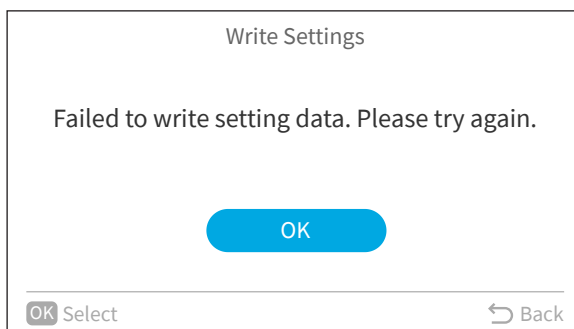 Write Settings
Failed to write setting data. Please try again.
OK
OK Select
Back